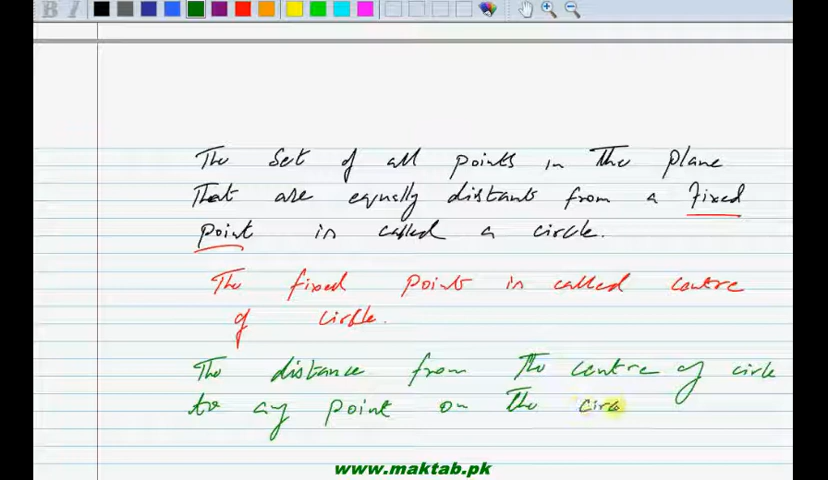 The set of all points in the plane
that are equally distants from a fixed
point is called a circle.
The fixed point is called centre
of circle.
The distance from the centre of circle
to any point on the circ
www.maktab.pk